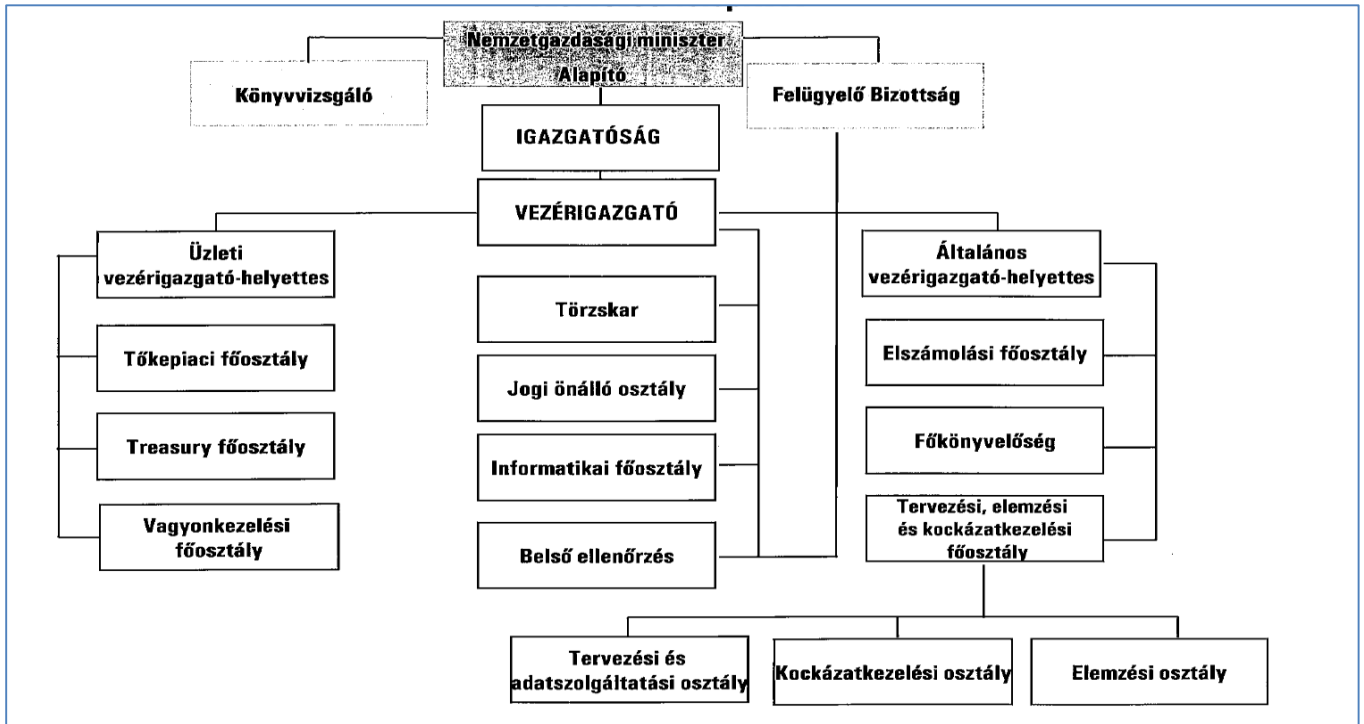 Nemzetgazdasági miniszter
Alapító
Könyvvizsgáló
Felügyelő Bizottság
IGAZGATÓSÁG
VEZÉRIGAZGATÓ
Üzleti
vezérigazgató-helyettes
Általános
vezérigazgató-helyettes
Törzskar
Tőkepiaci főosztály
Elszámolási főosztály
Jogi önálló osztály
Treasury főosztály
Főkönyvelőség
Informatikai főosztály
Vagyonkezelési
főosztály
Tervezési, elemzési
és kockázatkezelési
főosztály
Belső ellenőrzés
Tervezési és
adatszolgáltatási osztály
Kockázatkezelési osztály
Elemzési osztály